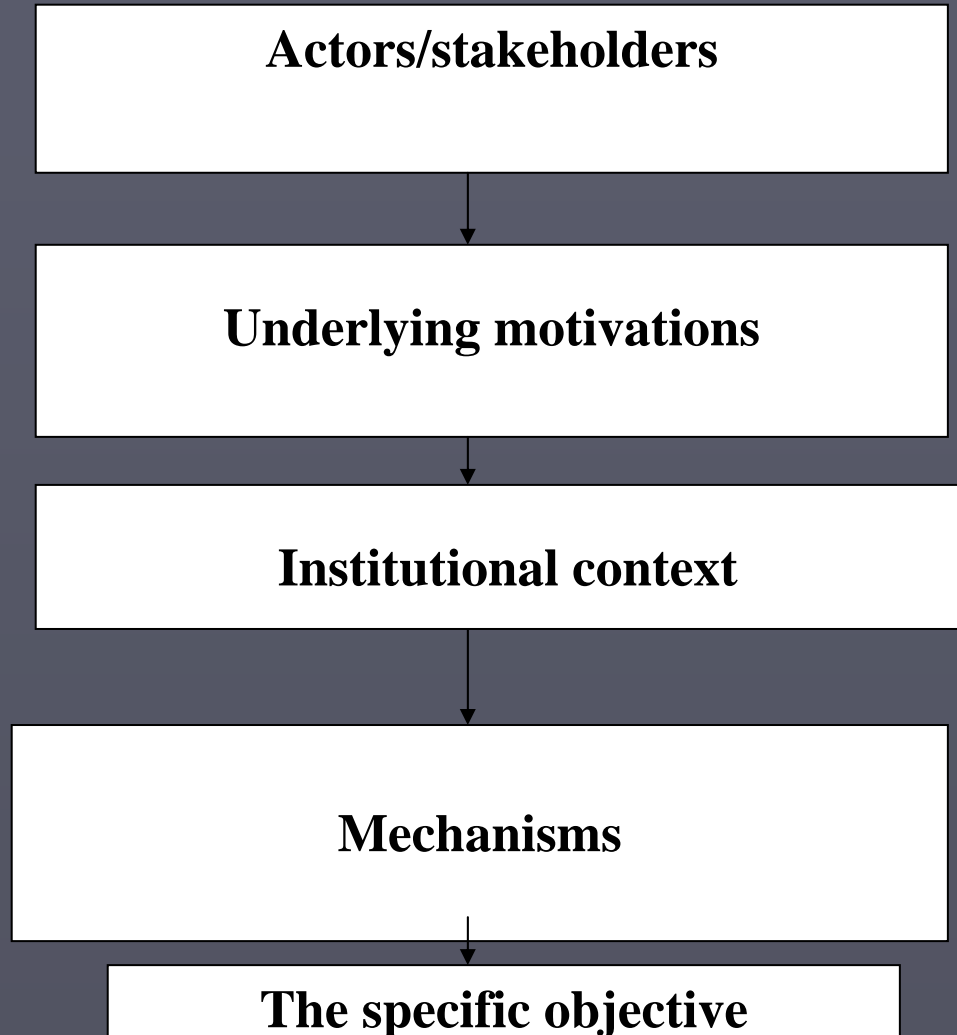 Actors/stakeholders
Underlying motivations
Institutional context
Mechanisms
The specific objective